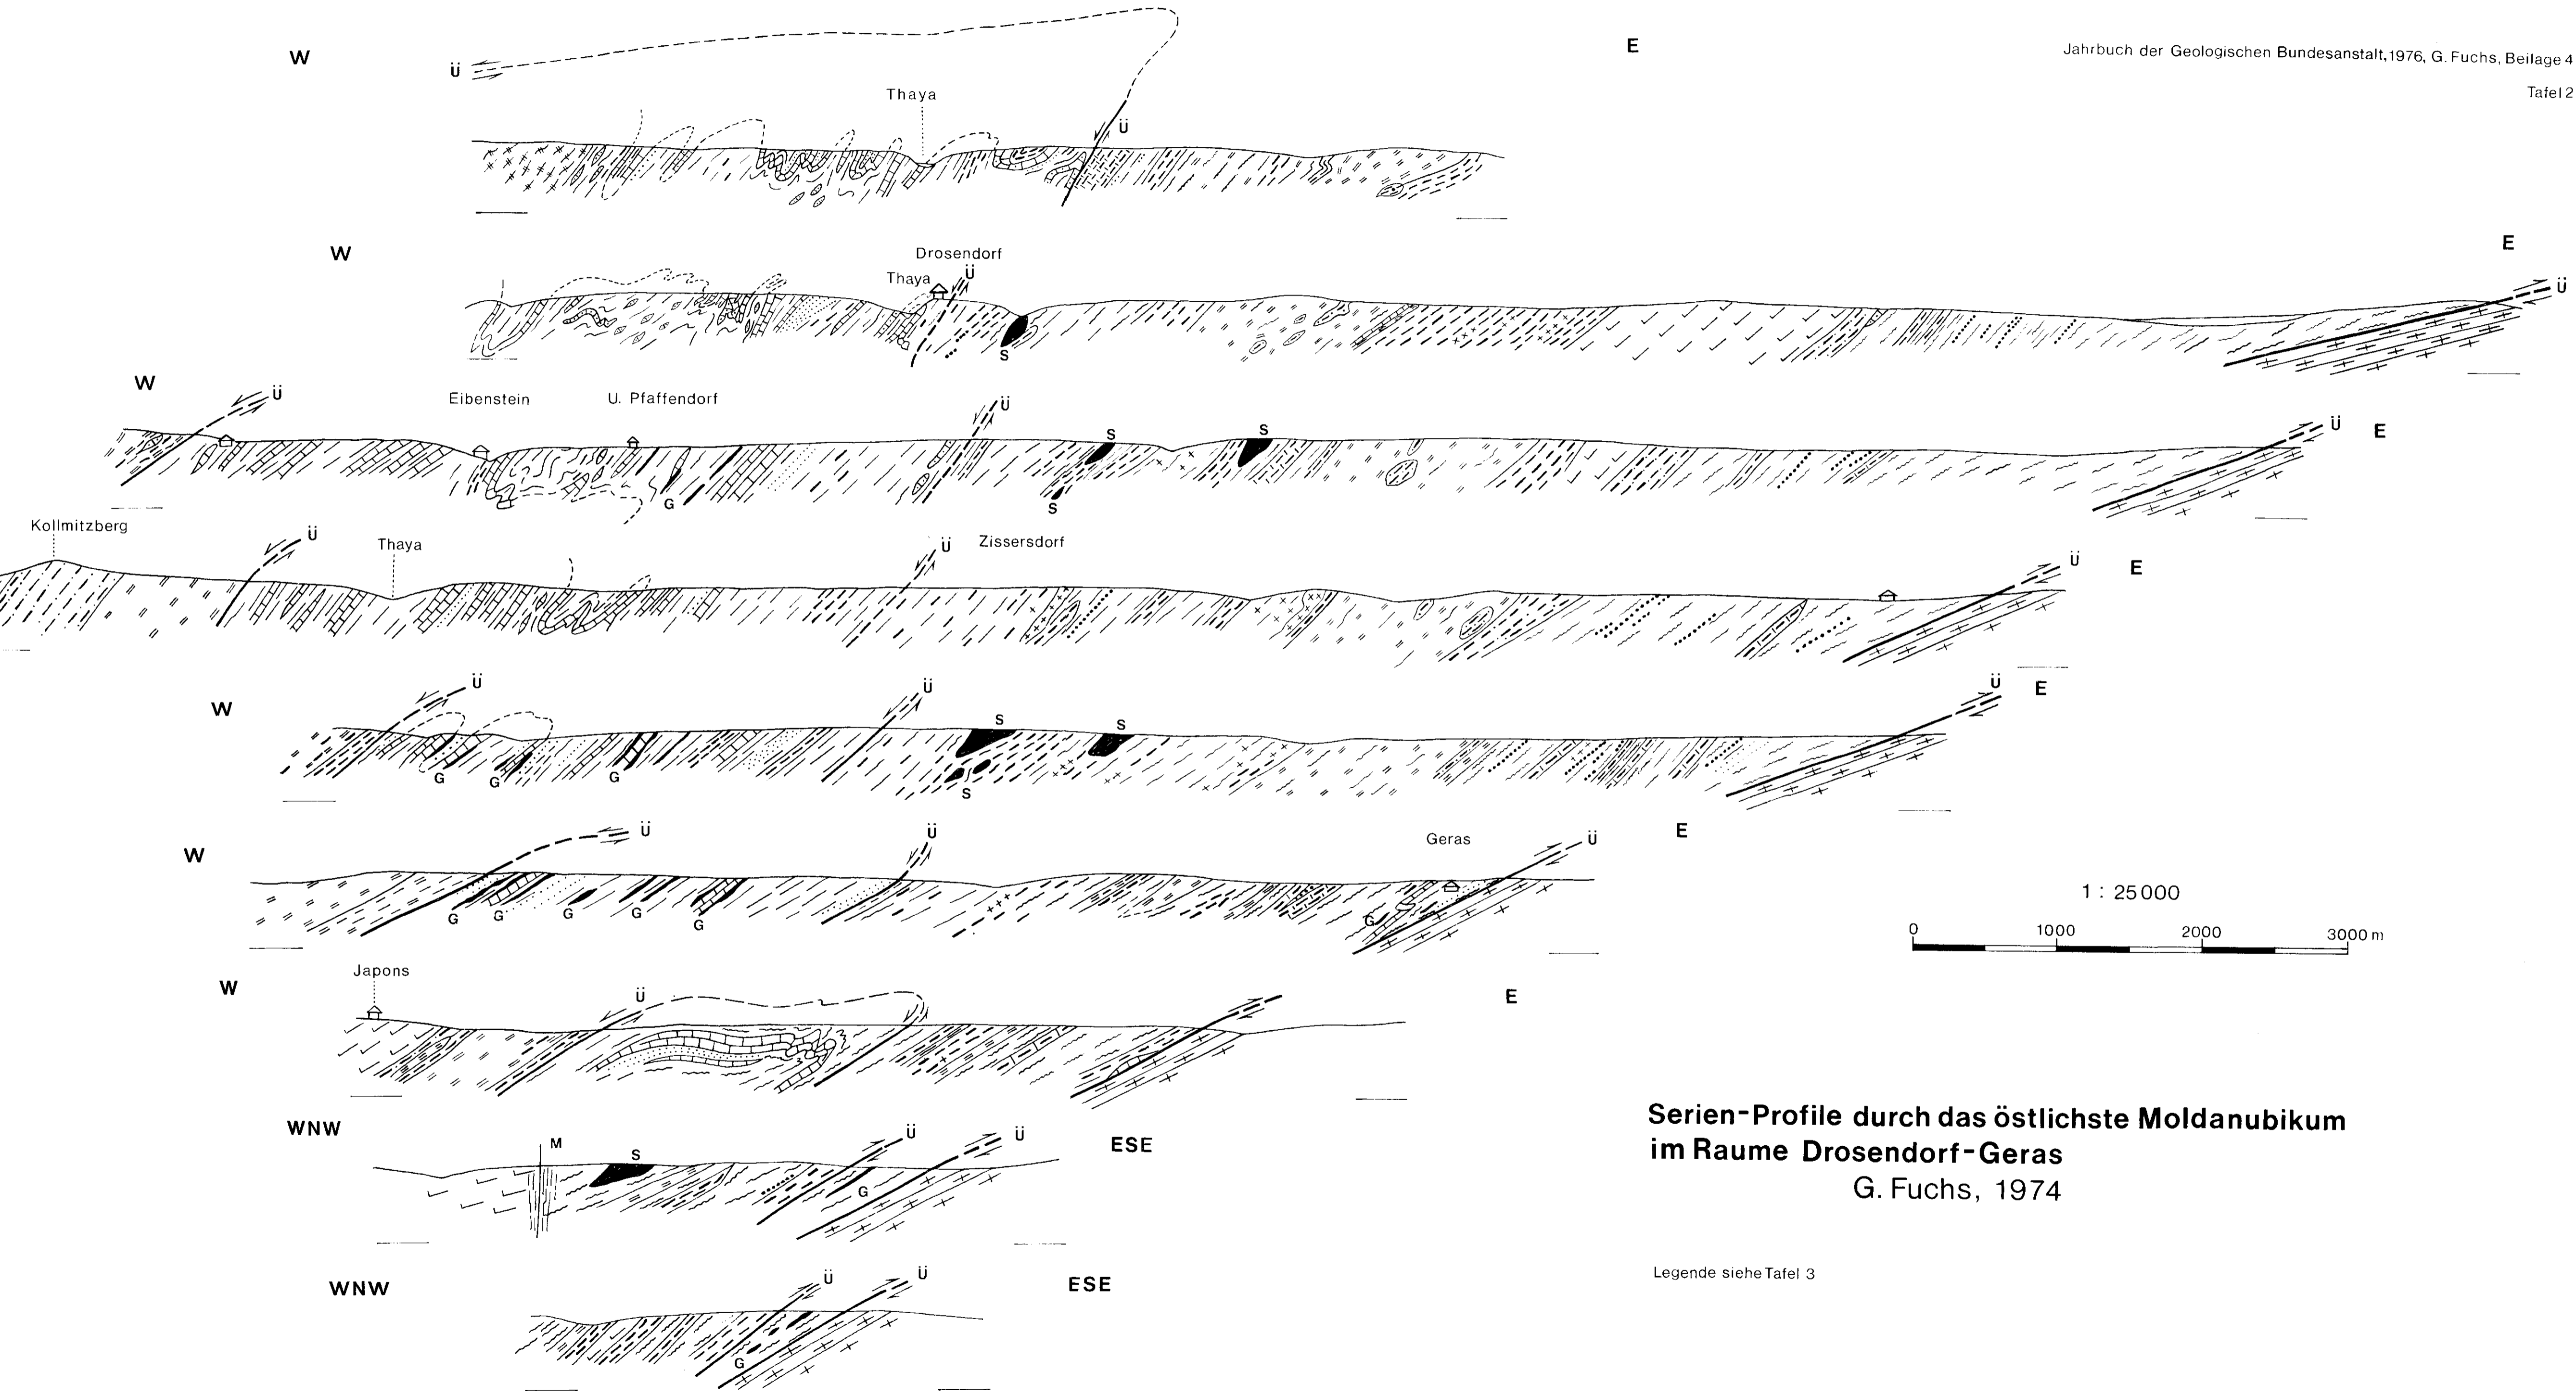 Jahrbuch der Geologischen Bundesanstalt, 1976, G. Fuchs, Beilage 4
Tafel 2
W
E
Ü
Thaya
Ü
W
E
Drosendorf
Thaya
Ü
Ü
S
W
Ü
Eibenstein
U. Pfaffendorf
Ü
S
S
Ü
E
G
S
Kollmitzberg
Ü
Thaya
Ü
Zissersdorf
Ü
E
W
Ü
Ü
S
S
Ü
E
G
G
G
S
W
Ü
Ü
Geras
Ü
E
G
G
G
G
G
G
1 : 25 000
0 1000 2000 3000 m
W
Japons
Ü
E
WNW
M
S
Ü
Ü
ESE
G
Serien-Profile durch das östlichste Moldanubikum
im Raume Drosendorf-Geras
G. Fuchs, 1974
WNW
Ü
Ü
ESE
G
Legende siehe Tafel 3